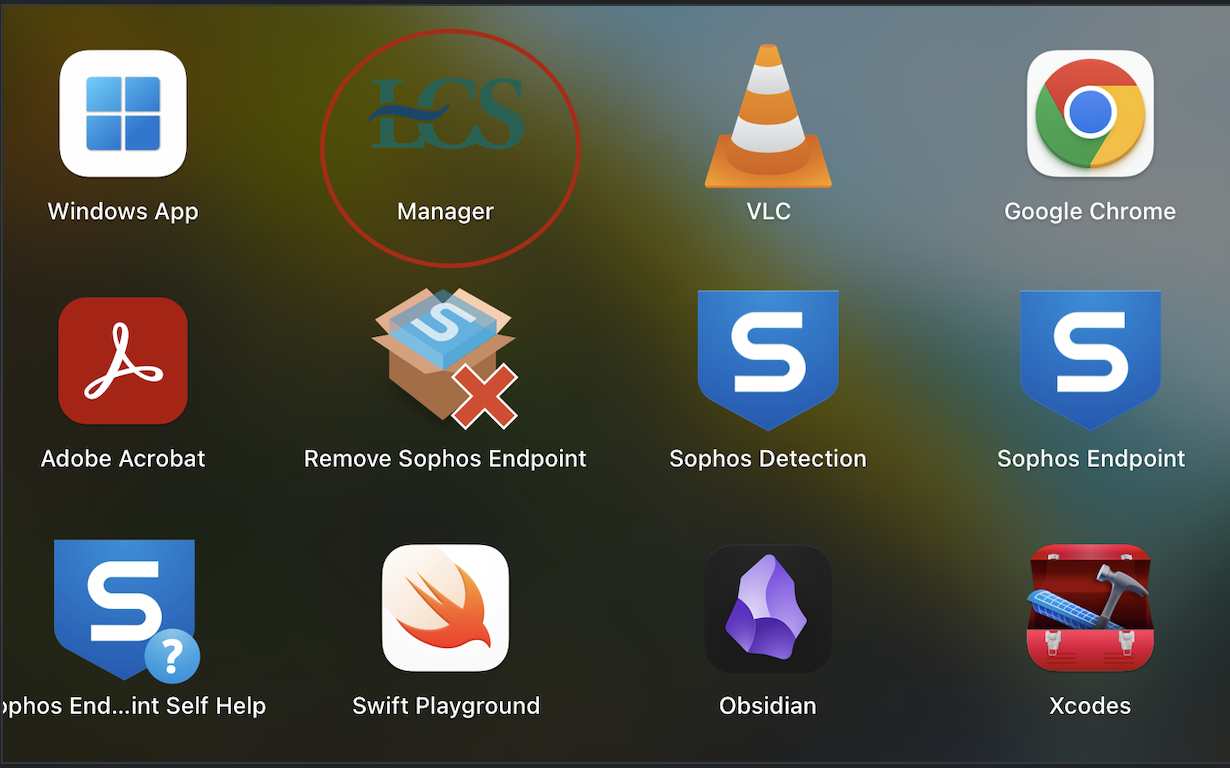 LCS
Windows App
Manager
VLC
Google Chrome
S
S
S
Adobe Acrobat
Remove Sophos Endpoint
Sophos Detection
Sophos Endpoint
S
?
ophos End...int Self Help
Swift Playground
Obsidian
Xcodes